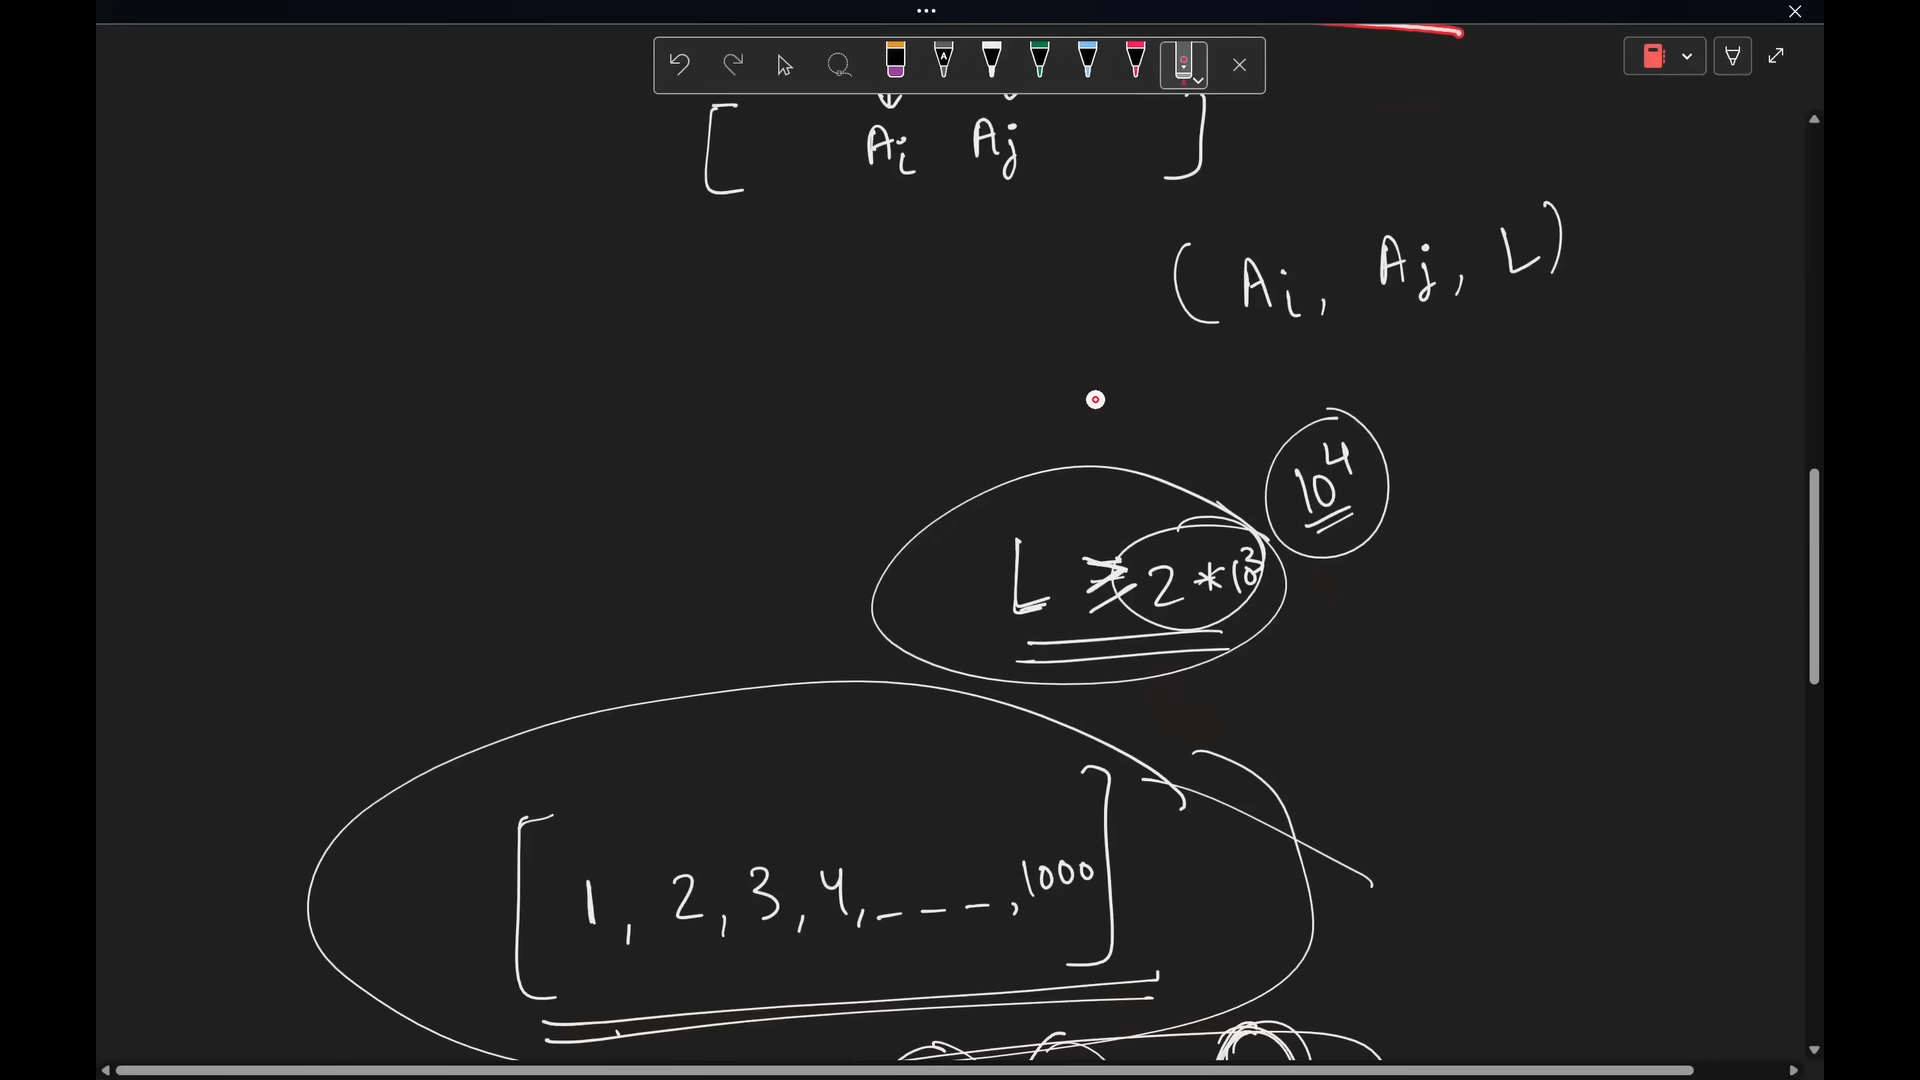 [ Ai Aj ]
(Ai, Aj, L)
10^4
L ≥ 2 * 10^3
[1, 2, 3, 4, _ _ _, 1000]